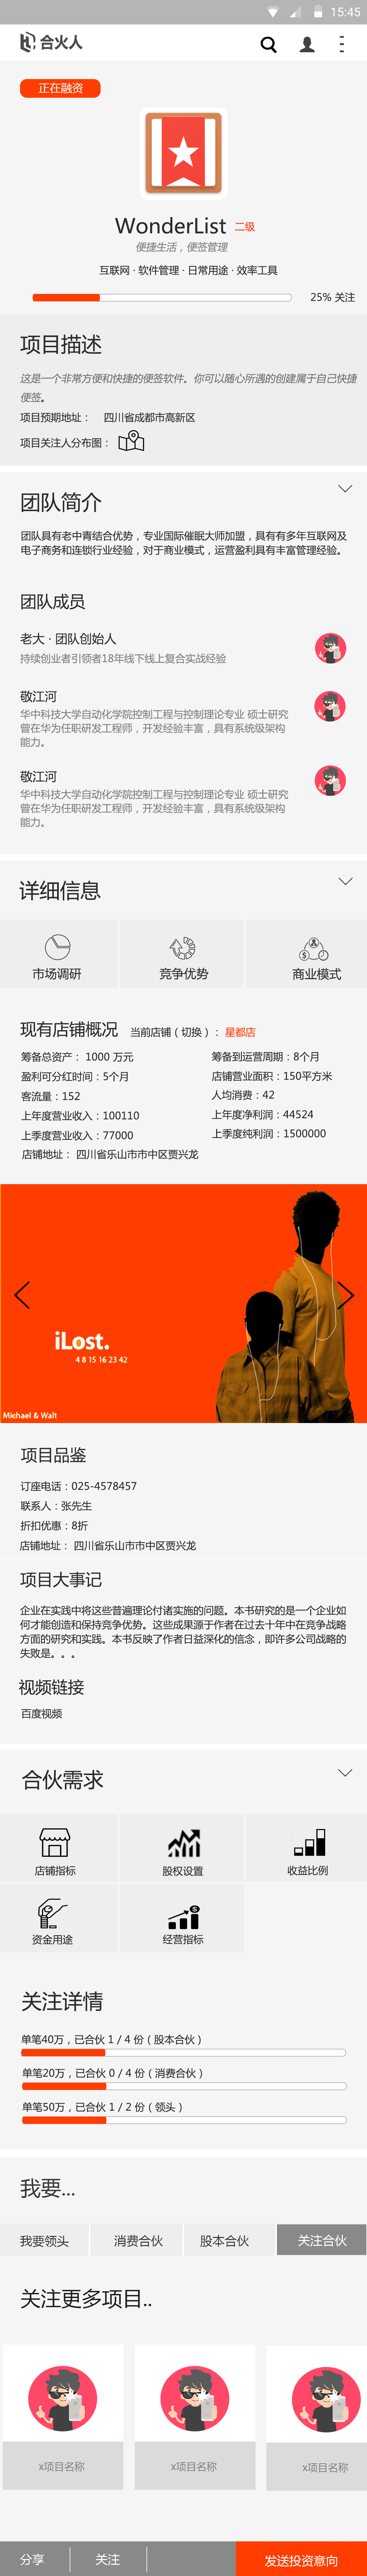 15:45
合火人
正在融资
WonderList 二级
便捷生活，便签管理
互联网 · 软件管理 · 日常用途 · 效率工具
25% 关注
项目描述
这是一个非常方便和快捷的便签软件。你可以随心所遇的创建属于自己快捷
便签。
项目预期地址： 四川省成都市高新区
项目关注人分布图：
团队简介
团队具有老中青结合优势，专业国际催眠大师加盟，具有有多年互联网及
电子商务和连锁行业经验，对于商业模式，运营盈利具有丰富管理经验。
团队成员
老大 · 团队创始人
持续创业者引领者18年线下线上复合实战经验
敬江河
华中科技大学自动化学院控制工程与控制理论专业 硕士研究
曾在华为任职研发工程师，开发经验丰富，具有系统级架构
能力。
敬江河
华中科技大学自动化学院控制工程与控制理论专业 硕士研究
曾在华为任职研发工程师，开发经验丰富，具有系统级架构
能力。
详细信息
市场调研 竞争优势 商业模式
现有店铺概况 当前店铺（切换）： 星都店
筹备总资产： 1000 万元 筹备到运营周期：8个月
盈利可分红时间：5个月 店铺营业面积：150平方米
客流量：152 人均消费：42
上年度营业收入：100110 上年度净利润：44524
上季度营业收入：77000 上季度纯利润：1500000
店铺地址： 四川省乐山市市中区贾兴龙
iLost.
4 8 15 16 23 42
Michael & Walt
项目品鉴
订座电话：025-4578457
联系人：张先生
折扣优惠：8折
店铺地址： 四川省乐山市市中区贾兴龙
项目大事记
企业在实践中将这些普遍理论付诸实施的问题。本书研究的是一个企业如
何才能创造和保持竞争优势。这些成果源于作者在过去十年中在竞争战略
方面的研究和实践。本书反映了作者日益深化的信念，即许多公司战略的
失败是。。。
视频链接
百度视频
合伙需求
店铺指标 股权设置 收益比例
资金用途 经营指标
关注详情
单笔40万，已合伙 1 / 4 份（股本合伙）
单笔20万，已合伙 0 / 4 份（消费合伙）
单笔50万，已合伙 1 / 2 份（领头）
我要...
我要领头 消费合伙 股本合伙 关注合伙
关注更多项目..
x项目名称 x项目名称 x项目名称
分享 关注 发送投资意向